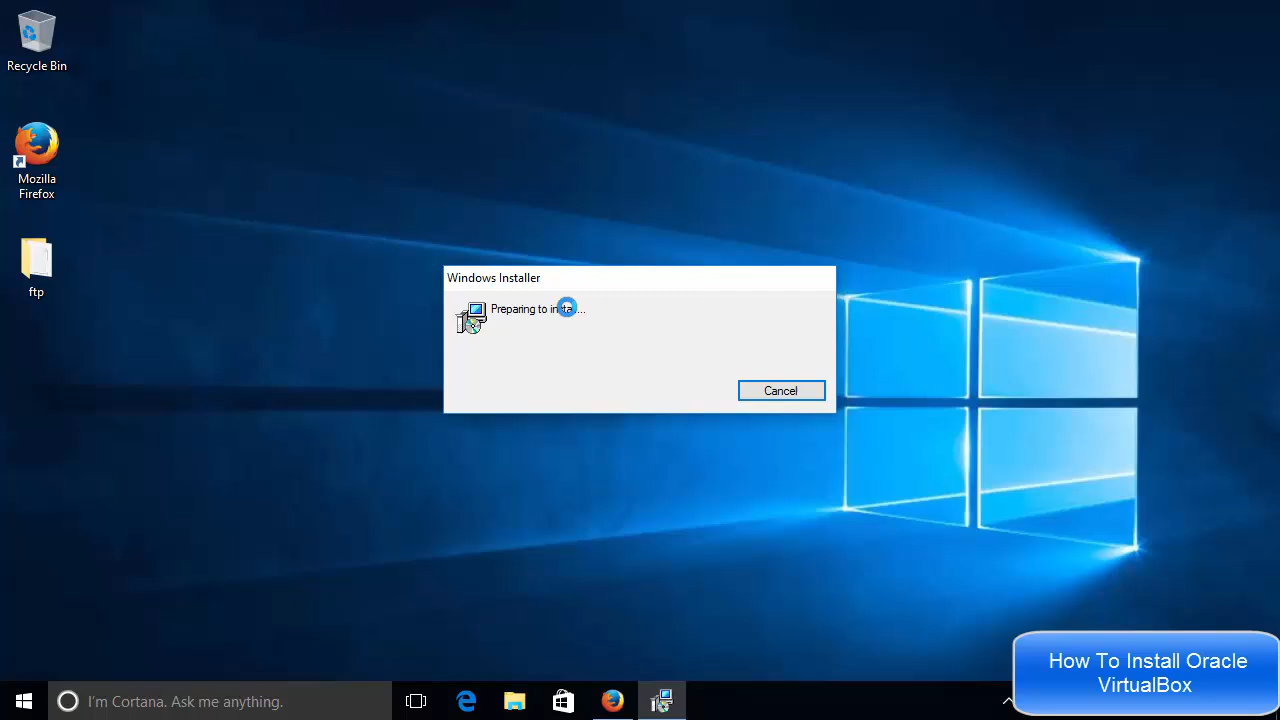 Recycle Bin
Mozilla
Firefox
ftp
Windows Installer
Preparing to install...
Cancel
How To Install Oracle
VirtualBox
I'm Cortana. Ask me anything.